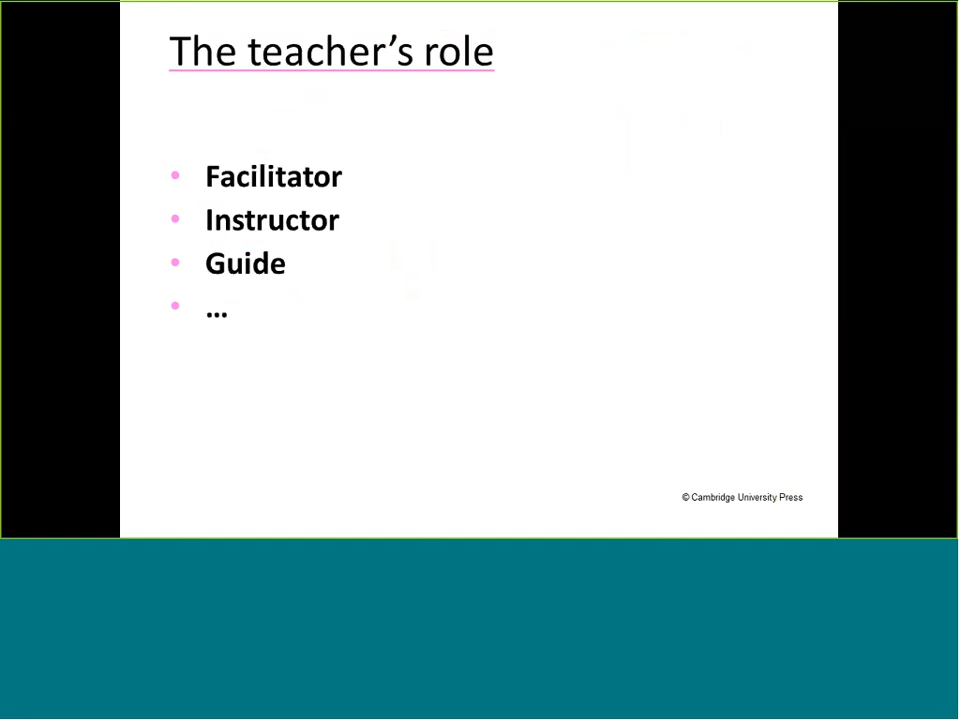 The teacher’s role
• Facilitator
• Instructor
• Guide
• …
© Cambridge University Press